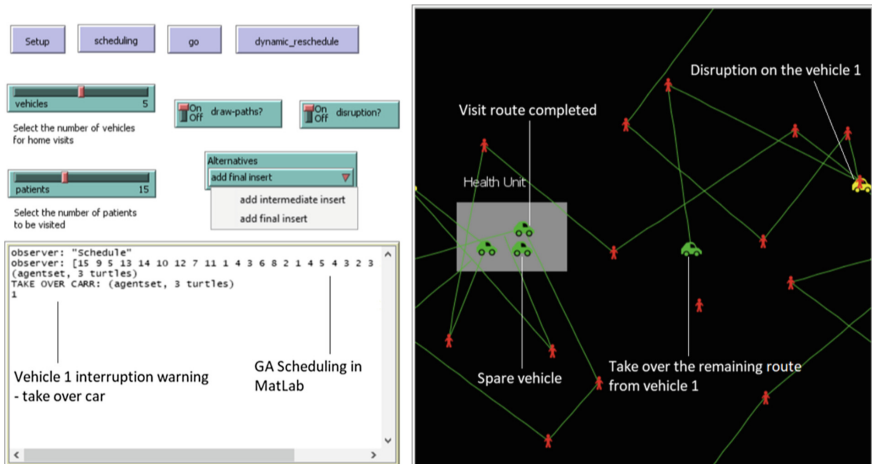 Setup
scheduling
go
dynamic_reschedule
vehicles 5
Select the number of vehicles
for home visits
On
Off
draw-paths?
On
Off
disruption?
patients 15
Select the number of patients
to be visited
Alternatives
add final insert
add intermediate insert
add final insert
observer: "Schedule"
observer: [15 9 5 13 14 10 12 7 11 1 4 3 6 8 2 1 4 5 4 3 2 3
(agentset, 3 turtles)
TAKE OVER CARR: (agentset, 3 turtles)
1
Vehicle 1 interruption warning
- take over car
GA Scheduling in
MatLab
Disruption on the vehicle 1
Visit route completed
Health Unit
Spare vehicle
Take over the remaining route
from vehicle 1